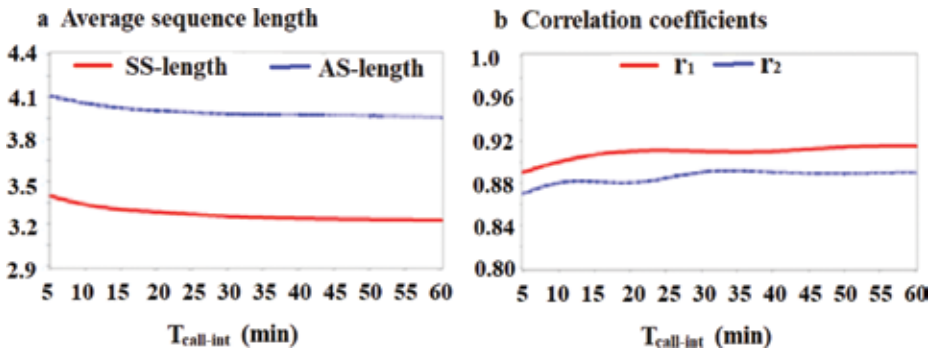 a Average sequence length
4.4
4.1
3.8
3.5
3.2
2.9
SS-length AS-length
5 10 15 20 25 30 35 40 45 50 55 60
T call-int (min)
b Correlation coefficients
1.0
0.96
0.92
0.88
0.84
0.80
r1 r2
5 10 15 20 25 30 35 40 45 50 55 60
T call-int (min)